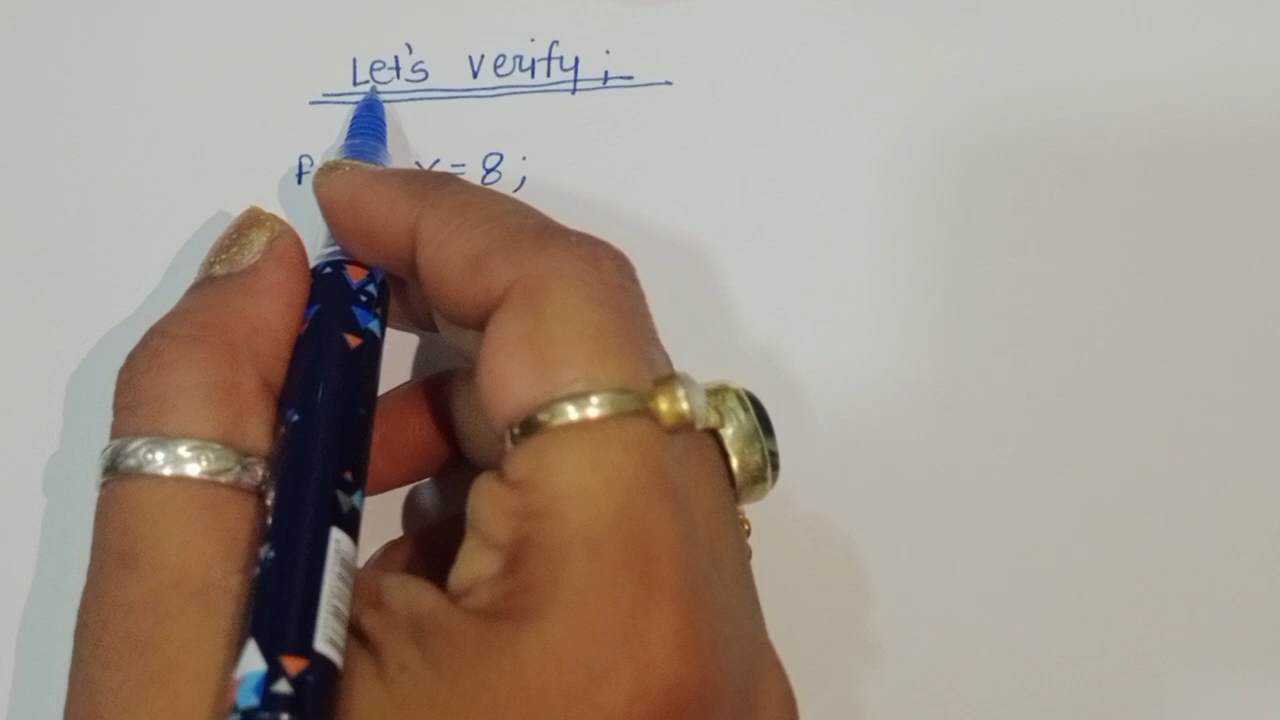 Let's verify :
x = 8 ;